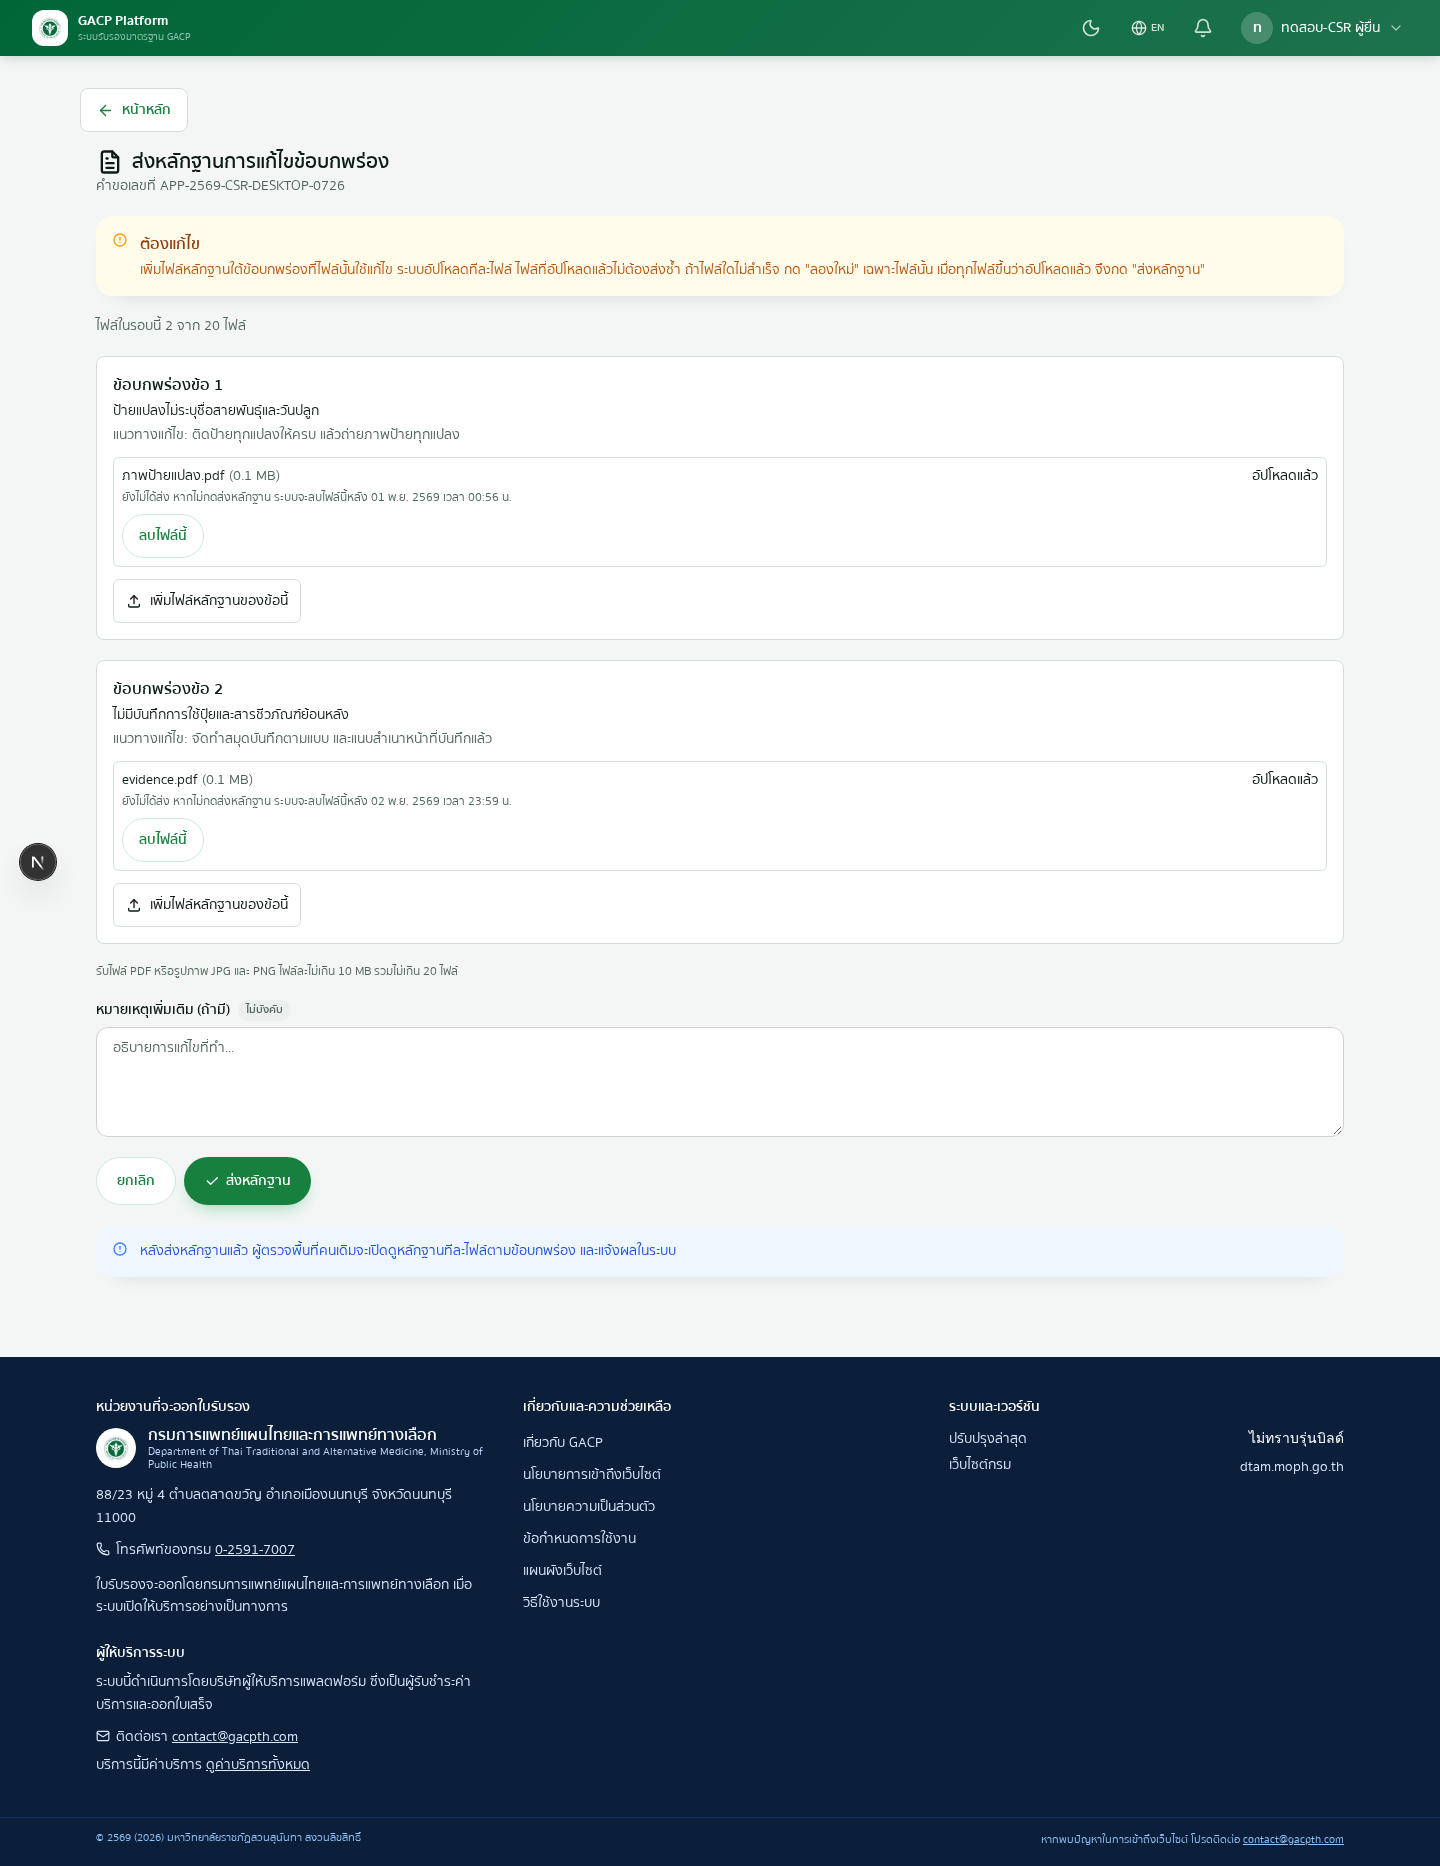 GACP Platform
ระบบรับรองมาตรฐาน GACP
EN
ท
ทดสอบ-CSR ผู้ยื่น
หน้าหลัก
ส่งหลักฐานการแก้ไขข้อบกพร่อง
คำขอเลขที่ APP-2569-CSR-DESKTOP-0726
ต้องแก้ไข
เพิ่มไฟล์หลักฐานใต้ข้อบกพร่องที่ไฟล์นั้นใช้แก้ไข ระบบอัปโหลดทีละไฟล์ ไฟล์ที่อัปโหลดแล้วไม่ต้องส่งซ้ำ ถ้าไฟล์ใดไม่สำเร็จ กด "ลองใหม่" เฉพาะไฟล์นั้น เมื่อทุกไฟล์ขึ้นว่าอัปโหลดแล้ว จึงกด "ส่งหลักฐาน"
ไฟล์ในรอบนี้ 2 จาก 20 ไฟล์
ข้อบกพร่องข้อ 1
ป้ายแปลงไม่ระบุชื่อสายพันธุ์และวันปลูก
แนวทางแก้ไข: ติดป้ายทุกแปลงให้ครบ แล้วถ่ายภาพป้ายทุกแปลง
ภาพป้ายแปลง.pdf (0.1 MB)
อัปโหลดแล้ว
ยังไม่ได้ส่ง หากไม่กดส่งหลักฐาน ระบบจะลบไฟล์นี้หลัง 01 พ.ย. 2569 เวลา 00:56 น.
ลบไฟล์นี้
เพิ่มไฟล์หลักฐานของข้อนี้
ข้อบกพร่องข้อ 2
ไม่มีบันทึกการใช้ปุ๋ยและสารชีวภัณฑ์ย้อนหลัง
แนวทางแก้ไข: จัดทำสมุดบันทึกตามแบบ และแนบสำเนาหน้าที่บันทึกแล้ว
evidence.pdf (0.1 MB)
อัปโหลดแล้ว
ยังไม่ได้ส่ง หากไม่กดส่งหลักฐาน ระบบจะลบไฟล์นี้หลัง 02 พ.ย. 2569 เวลา 23:59 น.
ลบไฟล์นี้
เพิ่มไฟล์หลักฐานของข้อนี้
รับไฟล์ PDF หรือรูปภาพ JPG และ PNG ไฟล์ละไม่เกิน 10 MB รวมไม่เกิน 20 ไฟล์
หมายเหตุเพิ่มเติม (ถ้ามี)
ไม่บังคับ
อธิบายการแก้ไขที่ทำ...
ยกเลิก
ส่งหลักฐาน
หลังส่งหลักฐานแล้ว ผู้ตรวจพื้นที่คนเดิมจะเปิดดูหลักฐานทีละไฟล์ตามข้อบกพร่อง และแจ้งผลในระบบ
หน่วยงานที่จะออกใบรับรอง
กรมการแพทย์แผนไทยและการแพทย์ทางเลือก
Department of Thai Traditional and Alternative Medicine, Ministry of
Public Health
88/23 หมู่ 4 ตำบลตลาดขวัญ อำเภอเมืองนนทบุรี จังหวัดนนทบุรี
11000
โทรศัพท์ของกรม 0-2591-7007
ใบรับรองจะออกโดยกรมการแพทย์แผนไทยและการแพทย์ทางเลือก เมื่อ
ระบบเปิดให้บริการอย่างเป็นทางการ
ผู้ให้บริการระบบ
ระบบนี้ดำเนินการโดยบริษัทผู้ให้บริการแพลตฟอร์ม ซึ่งเป็นผู้รับชำระค่า
บริการและออกใบเสร็จ
ติดต่อเรา contact@gacpth.com
บริการนี้มีค่าบริการ ดูค่าบริการทั้งหมด
เกี่ยวกับและความช่วยเหลือ
เกี่ยวกับ GACP
นโยบายการเข้าถึงเว็บไซต์
นโยบายความเป็นส่วนตัว
ข้อกำหนดการใช้งาน
แผนผังเว็บไซต์
วิธีใช้งานระบบ
ระบบและเวอร์ชัน
ปรับปรุงล่าสุด
ไม่ทราบรุ่นบิลด์
เว็บไซต์กรม
dtam.moph.go.th
© 2569 (2026) มหาวิทยาลัยราชภัฏสวนสุนันทา สงวนลิขสิทธิ์
หากพบปัญหาในการเข้าถึงเว็บไซต์ โปรดติดต่อ contact@gacpth.com